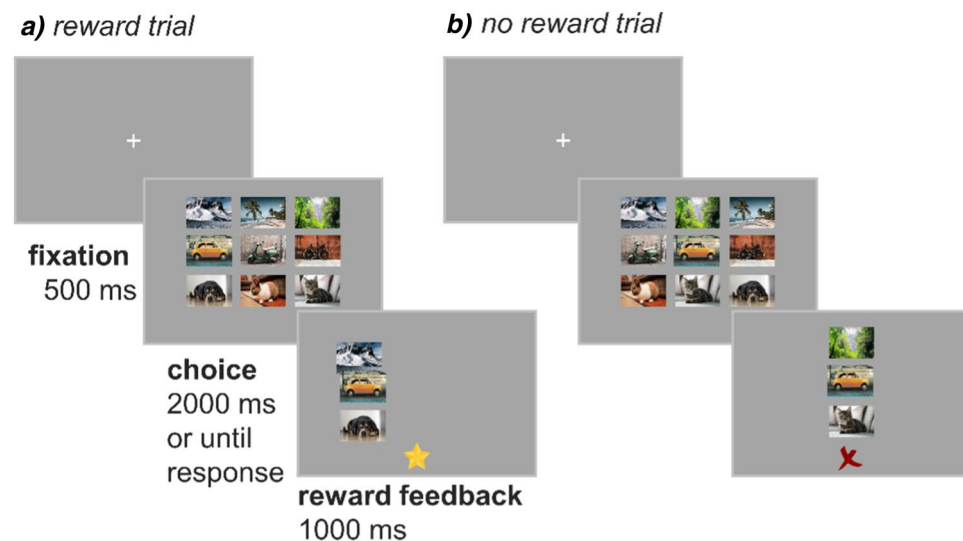 a) reward trial
b) no reward trial
fixation
500 ms
choice
2000 ms
or until
response
reward feedback
1000 ms